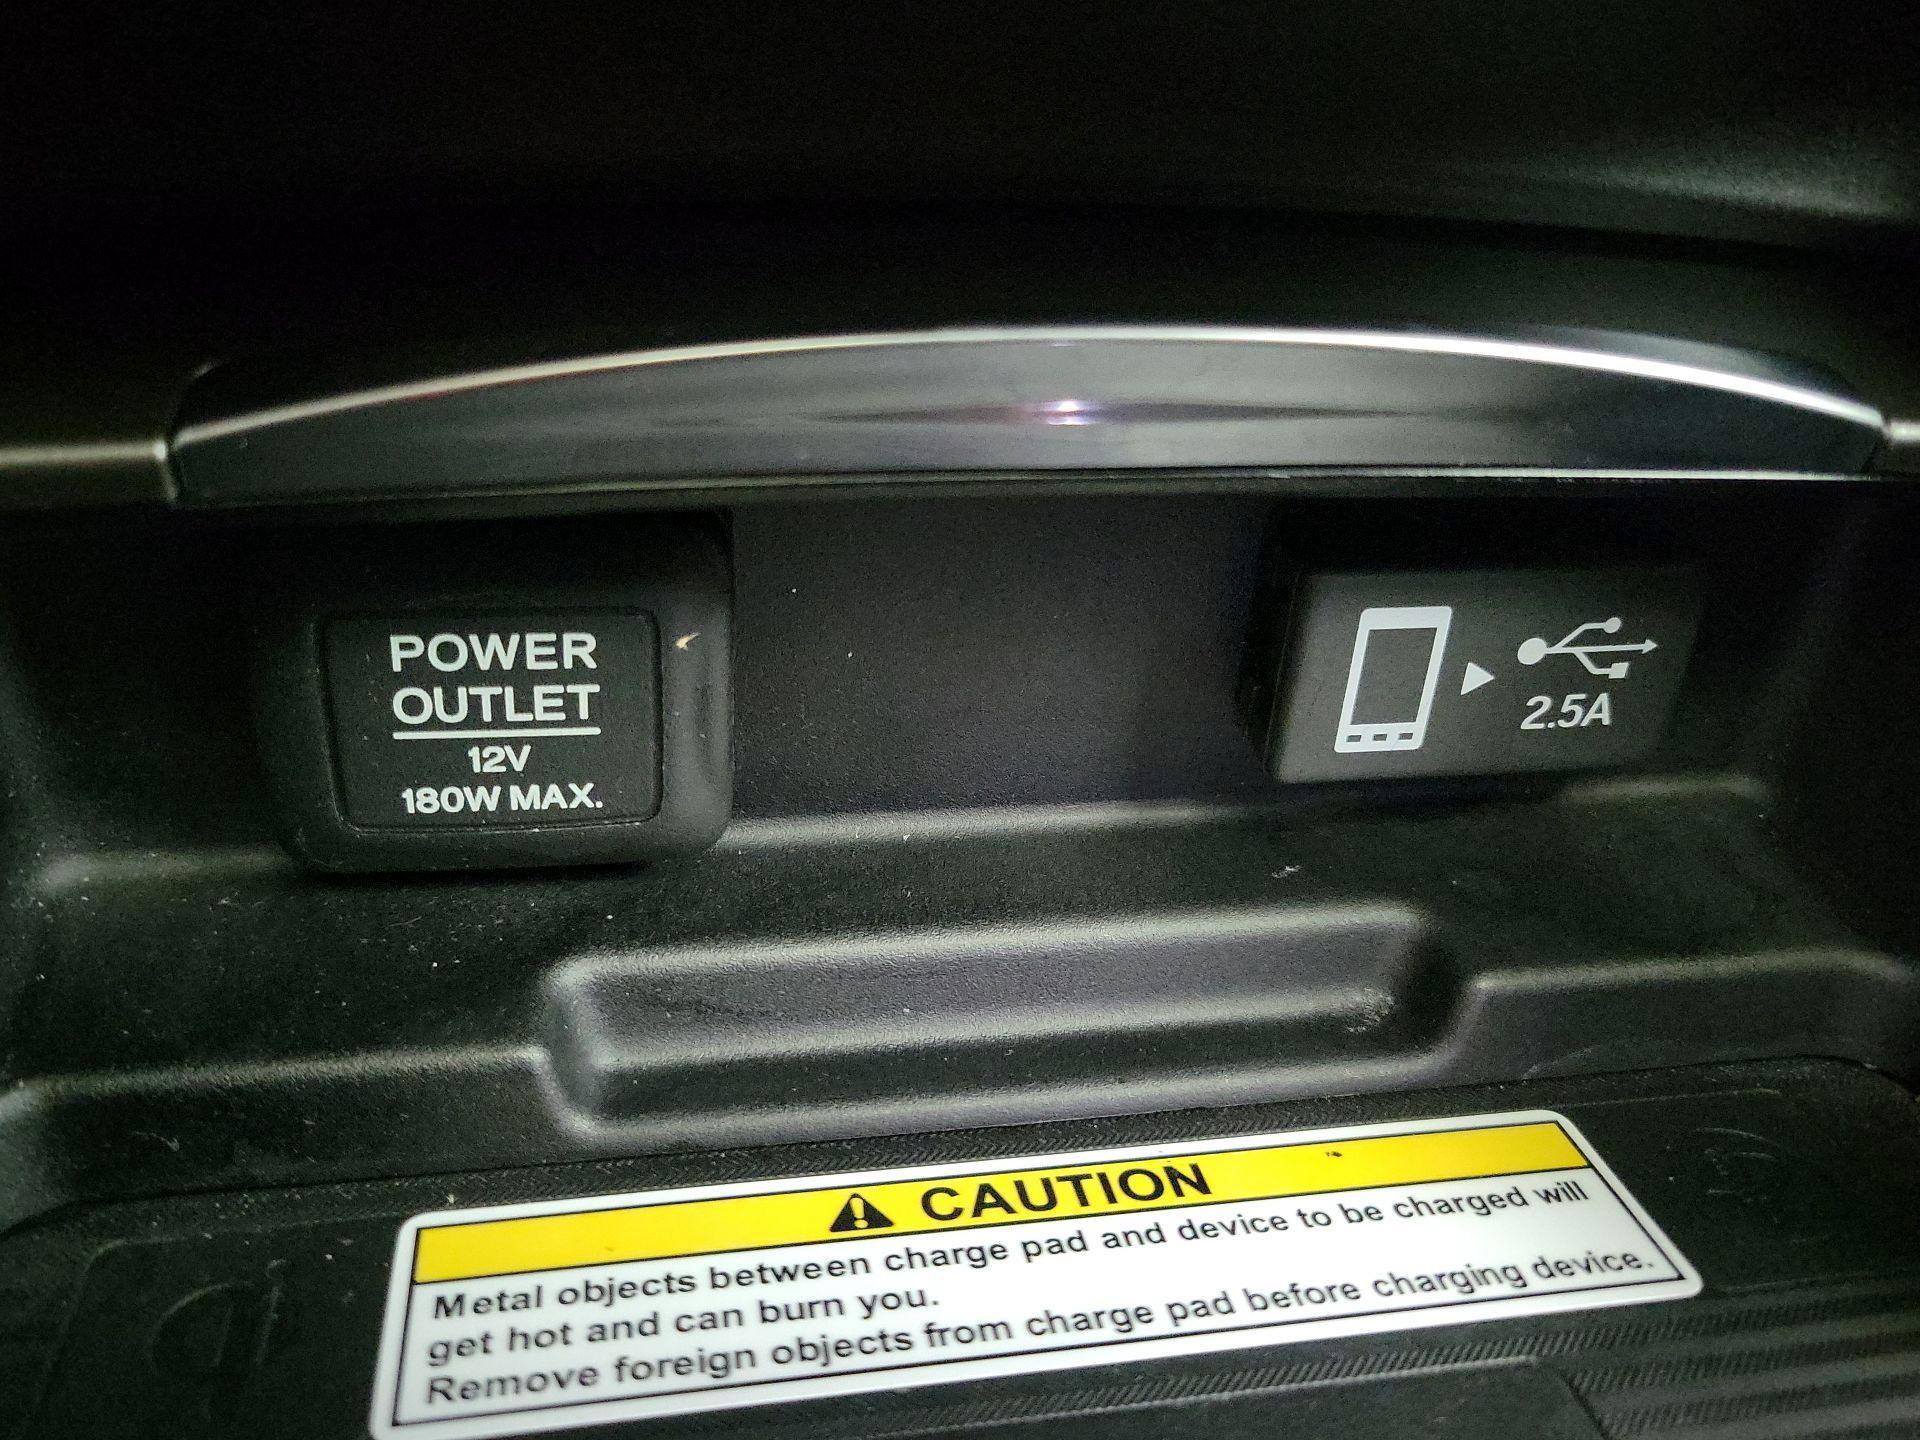 POWER
OUTLET
12V
180W MAX.
2.5A
CAUTION
Metal objects between charge pad and device to be charged will
get hot and can burn you.
Remove foreign objects from charge pad before charging device.
qi